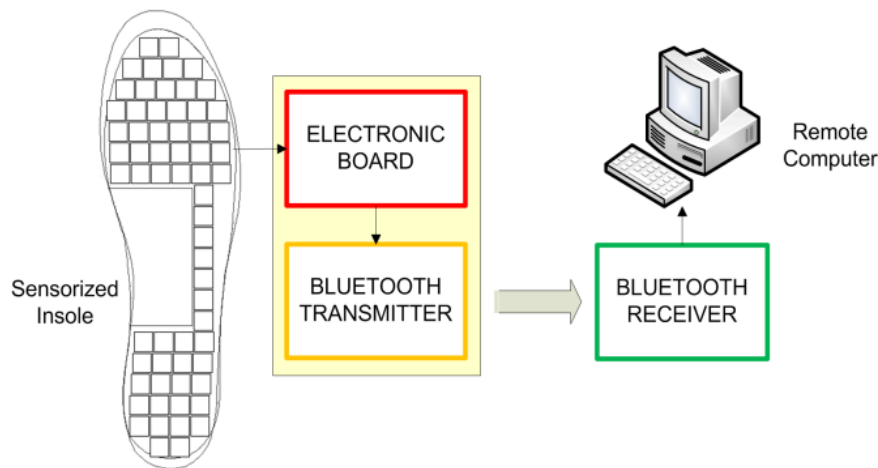 Sensorized
Insole
ELECTRONIC
BOARD
BLUETOOTH
TRANSMITTER
BLUETOOTH
RECEIVER
Remote
Computer